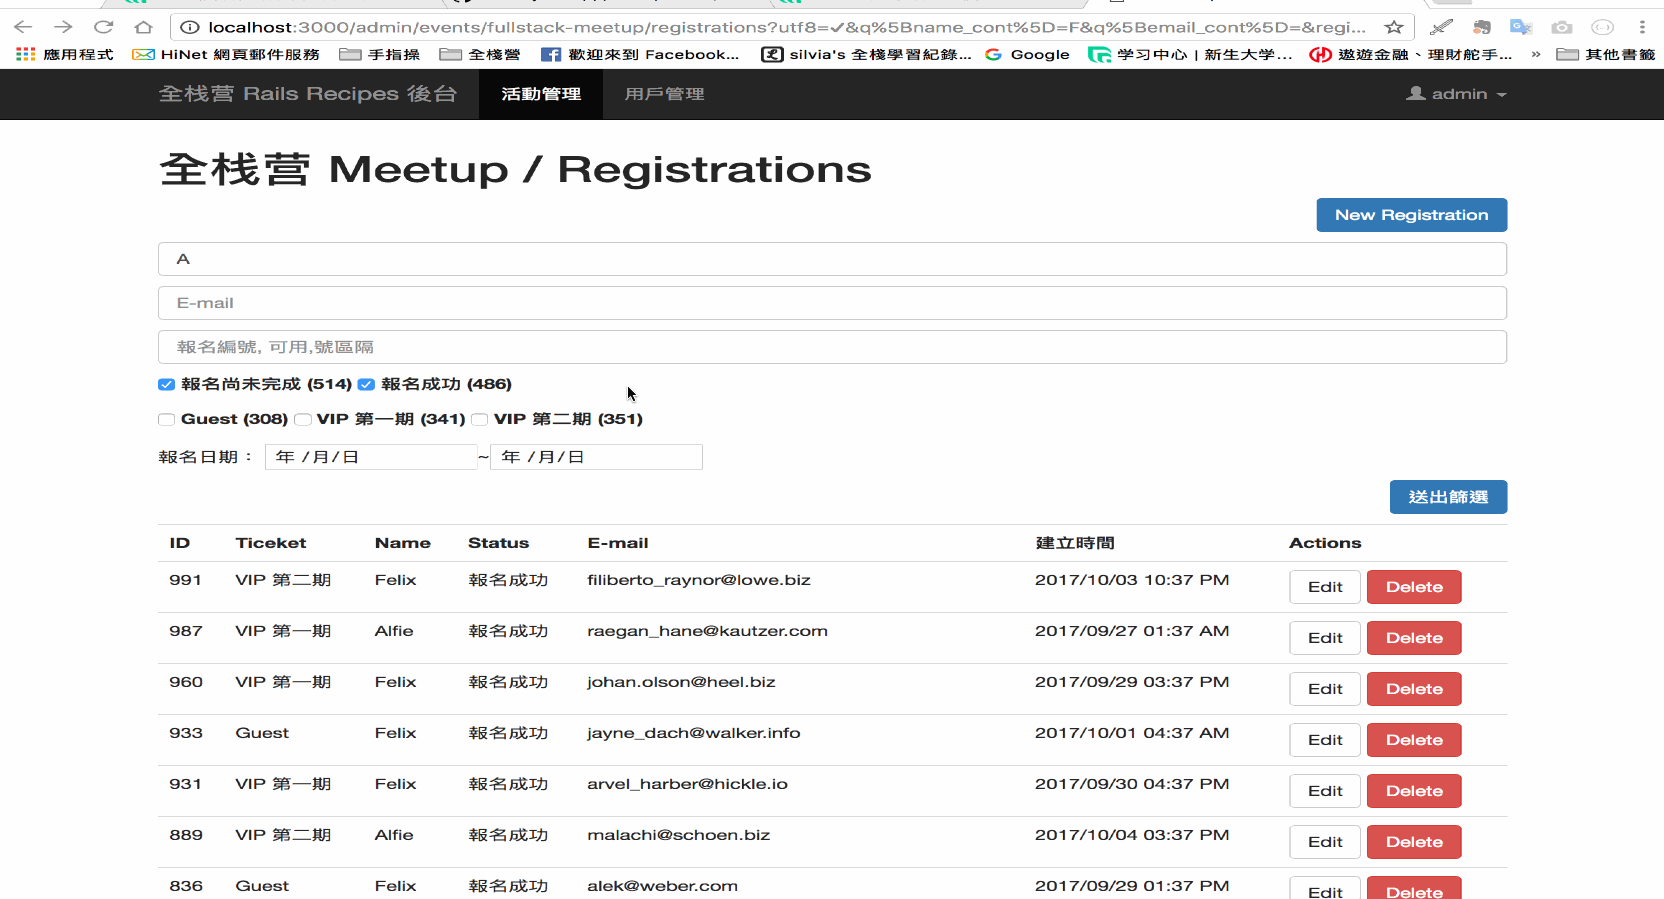 localhost:3000/admin/events/fullstack-meetup/registrations?utf8=✓&q%5Bname_cont%5D=F&q%5Bemail_cont%5D=&regi...
應用程式 HiNet 網頁郵件服務 手指操 全棧營 歡迎來到 Facebook... silvia's 全棧學習紀錄... Google 学习中心 | 新生大学... 遨遊金融、理財舵手... » 其他書籤
全栈营 Rails Recipes 後台 活動管理 用戶管理 admin
全栈营 Meetup / Registrations
New Registration
A
E-mail
報名編號, 可用,號區隔
報名尚未完成 (514) 報名成功 (486)
Guest (308) VIP 第一期 (341) VIP 第二期 (351)
報名日期： 年 /月/日 ~ 年 /月/日
送出篩選
ID Ticeket Name Status E-mail 建立時間 Actions
991 VIP 第二期 Felix 報名成功 filiberto_raynor@lowe.biz 2017/10/03 10:37 PM Edit Delete
987 VIP 第一期 Alfie 報名成功 raegan_hane@kautzer.com 2017/09/27 01:37 AM Edit Delete
960 VIP 第一期 Felix 報名成功 johan.olson@heel.biz 2017/09/29 03:37 PM Edit Delete
933 Guest Felix 報名成功 jayne_dach@walker.info 2017/10/01 04:37 AM Edit Delete
931 VIP 第一期 Felix 報名成功 arvel_harber@hickle.io 2017/09/30 04:37 PM Edit Delete
889 VIP 第二期 Alfie 報名成功 malachi@schoen.biz 2017/10/04 03:37 PM Edit Delete
836 Guest Felix 報名成功 alek@weber.com 2017/09/29 01:37 PM Edit Delete